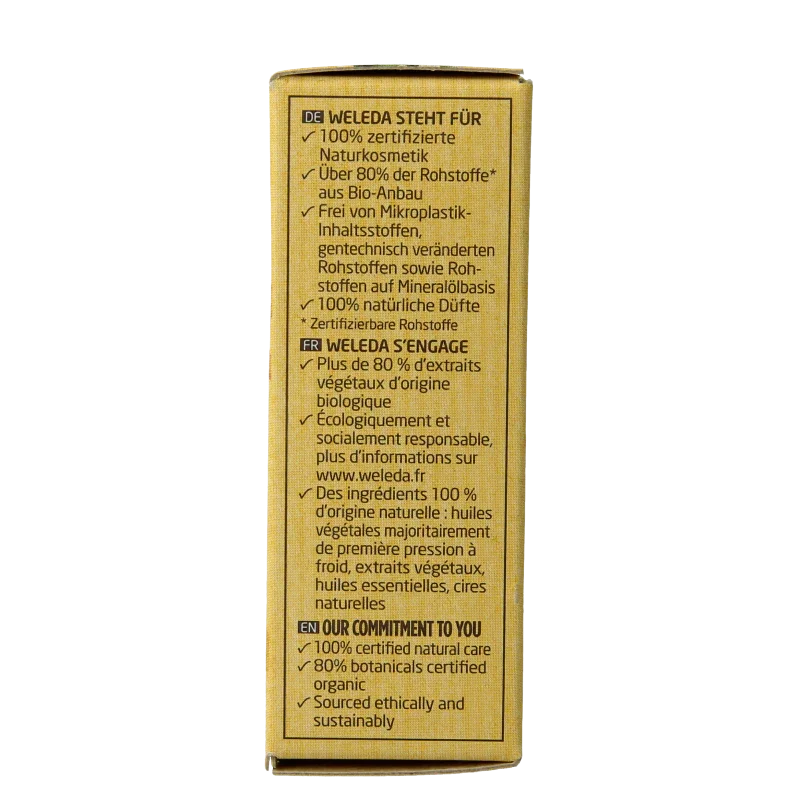 DE WELEDA STEHT FÜR
✓ 100% zertifizierte
Naturkosmetik
✓ Über 80% der Rohstoffe*
aus Bio-Anbau
✓ Frei von Mikroplastik-
Inhaltsstoffen,
gentechnisch veränderten
Rohstoffen sowie Roh-
stoffen auf Mineralölbasis
✓ 100% natürliche Düfte
* Zertifizierbare Rohstoffe
FR WELEDA S'ENGAGE
✓ Plus de 80 % d'extraits
végétaux d'origine
biologique
✓ Écologiquement et
socialement responsable,
plus d'informations sur
www.weleda.fr
✓ Des ingrédients 100 %
d'origine naturelle : huiles
végétales majoritairement
de première pression à
froid, extraits végétaux,
huiles essentielles, cires
naturelles
EN OUR COMMITMENT TO YOU
✓ 100% certified natural care
✓ 80% botanicals certified
organic
✓ Sourced ethically and
sustainably